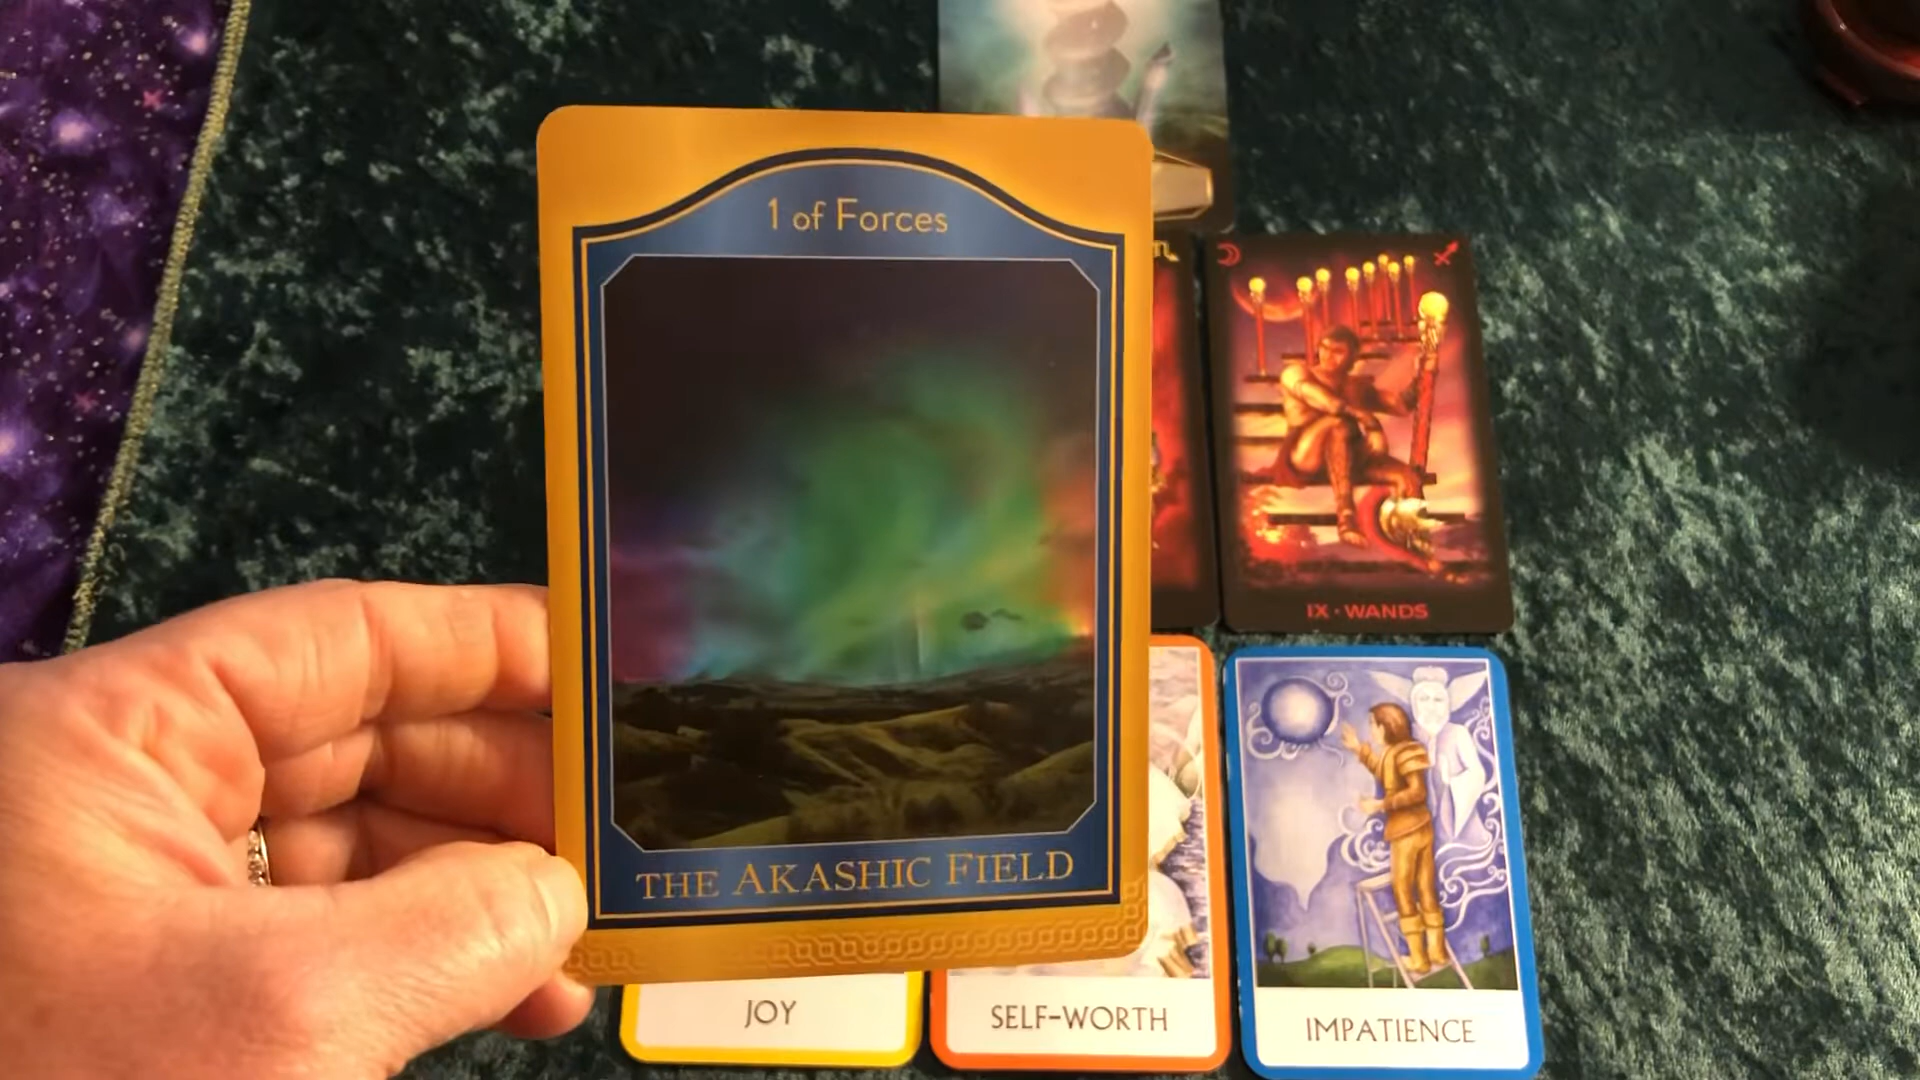 1 of Forces
THE AKASHIC FIELD
IX • WANDS
JOY
SELF-WORTH
IMPATIENCE